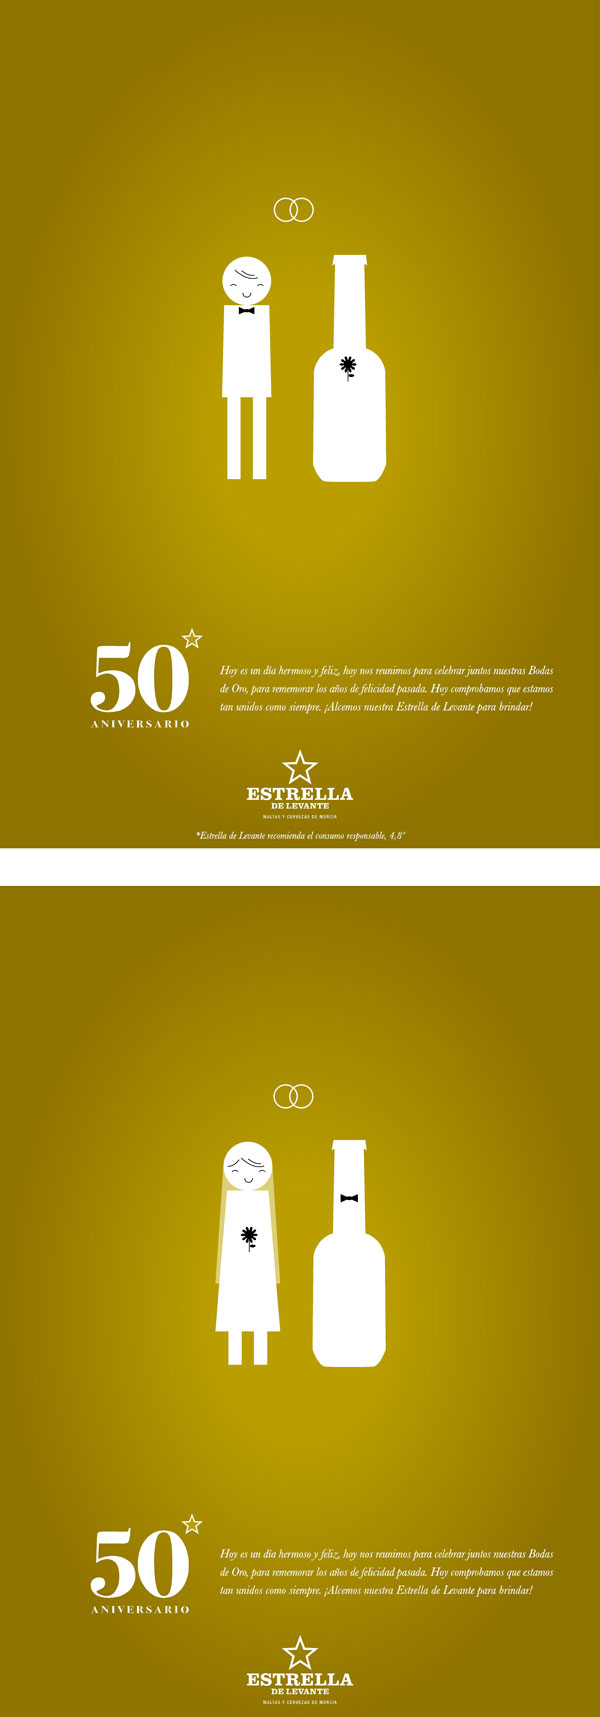 50
ANIVERSARIO
Hoy es un día hermoso y feliz, hoy nos reunimos para celebrar juntos nuestras Bodas
de Oro, para rememorar los años de felicidad pasada. Hoy comprobamos que estamos
tan unidos como siempre. ¡Alcemos nuestra Estrella de Levante para brindar!
ESTRELLA
DE LEVANTE
MALTAS Y CERVEZAS DE MURCIA
*Estrella de Levante recomienda el consumo responsable, 4,8º
50
ANIVERSARIO
Hoy es un día hermoso y feliz, hoy nos reunimos para celebrar juntos nuestras Bodas
de Oro, para rememorar los años de felicidad pasada. Hoy comprobamos que estamos
tan unidos como siempre. ¡Alcemos nuestra Estrella de Levante para brindar!
ESTRELLA
DE LEVANTE
MALTAS Y CERVEZAS DE MURCIA